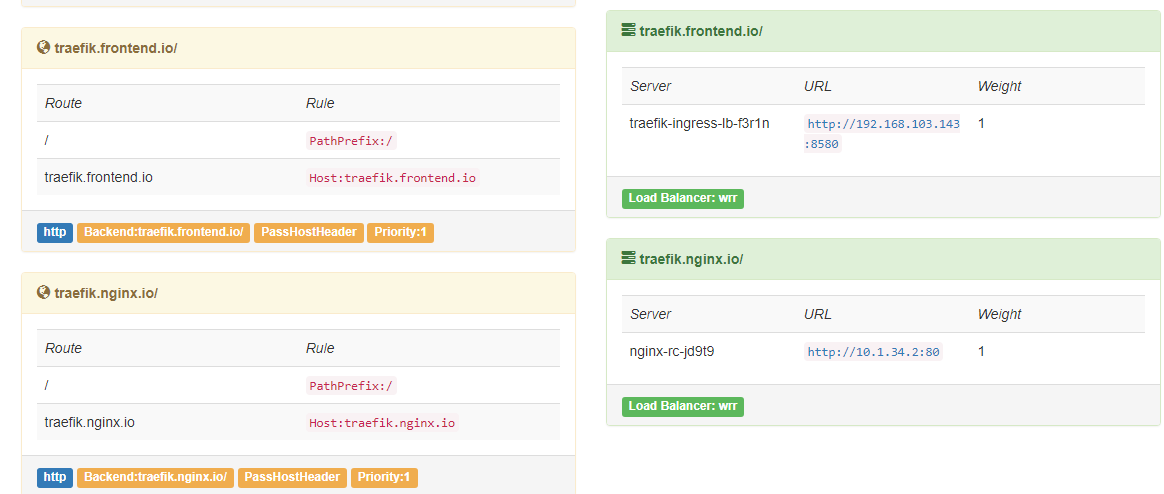 traefik.frontend.io/
Route Rule
/ PathPrefix:/
traefik.frontend.io Host:traefik.frontend.io
http Backend:traefik.frontend.io/ PassHostHeader Priority:1
traefik.nginx.io/
Route Rule
/ PathPrefix:/
traefik.nginx.io Host:traefik.nginx.io
http Backend:traefik.nginx.io/ PassHostHeader Priority:1
traefik.frontend.io/
Server URL Weight
traefik-ingress-lb-f3r1n http://192.168.103.143 1
:8580
Load Balancer: wrr
traefik.nginx.io/
Server URL Weight
nginx-rc-jd9t9 http://10.1.34.2:80 1
Load Balancer: wrr